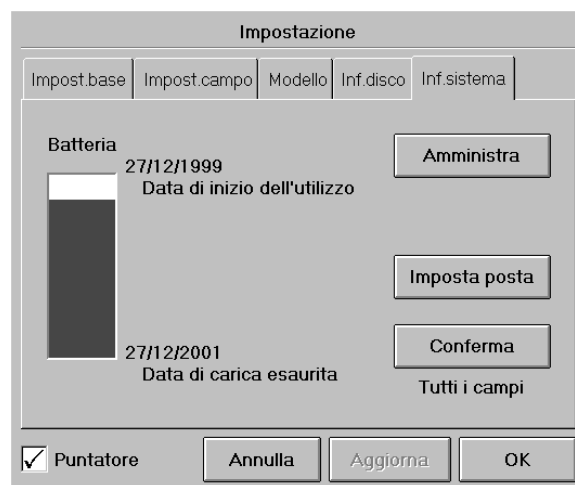 Impostazione
Impost.base Impost.campo Modello Inf.disco Inf.sistema
Batteria
27/12/1999
Data di inizio dell'utilizzo
Amministra
Imposta posta
27/12/2001
Data di carica esaurita
Conferma
Tutti i campi
Puntatore Annulla Aggiorna OK